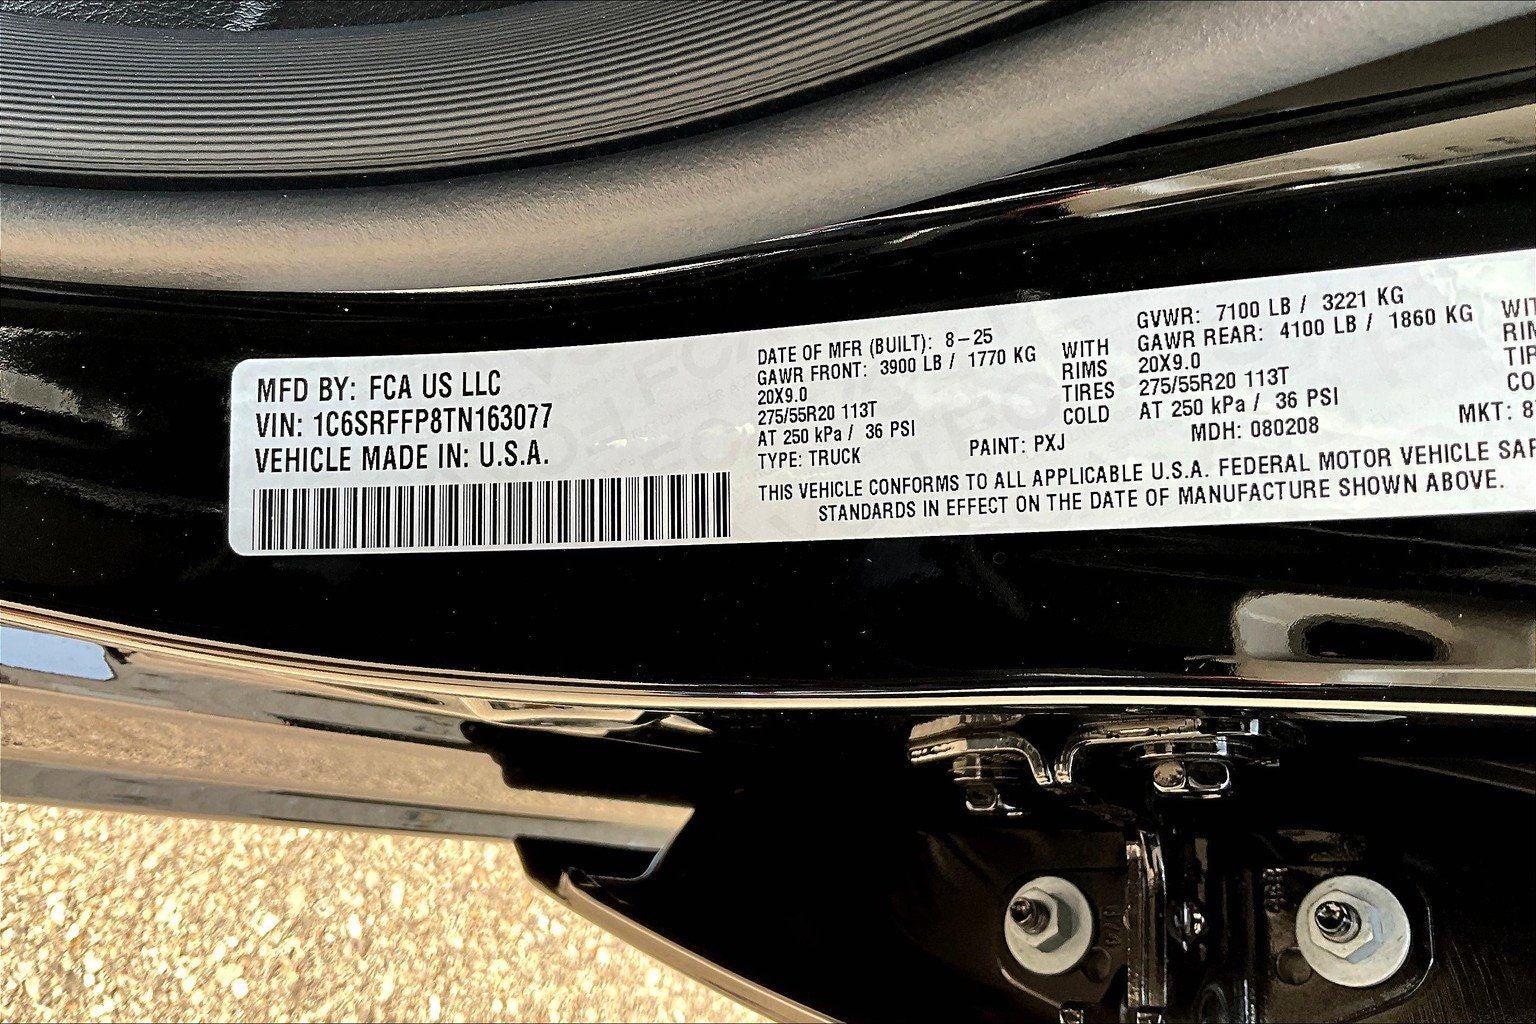 MFD BY: FCA US LLC
VIN: 1C6SRFFP8TN163077
VEHICLE MADE IN: U.S.A.
DATE OF MFR (BUILT): 8-25
GAWR FRONT: 3900 LB / 1770 KG
20X9.0
275/55R20 113T
AT 250 kPa / 36 PSI
TYPE: TRUCK
PAINT: PXJ
WITH
RIMS
TIRES
COLD
GVWR: 7100 LB / 3221 KG
GAWR REAR: 4100 LB / 1860 KG
20X9.0
275/55R20 113T
AT 250 kPa / 36 PSI
MDH: 080208
MKT:
THIS VEHICLE CONFORMS TO ALL APPLICABLE U.S.A. FEDERAL MOTOR VEHICLE
STANDARDS IN EFFECT ON THE DATE OF MANUFACTURE SHOWN ABOVE.